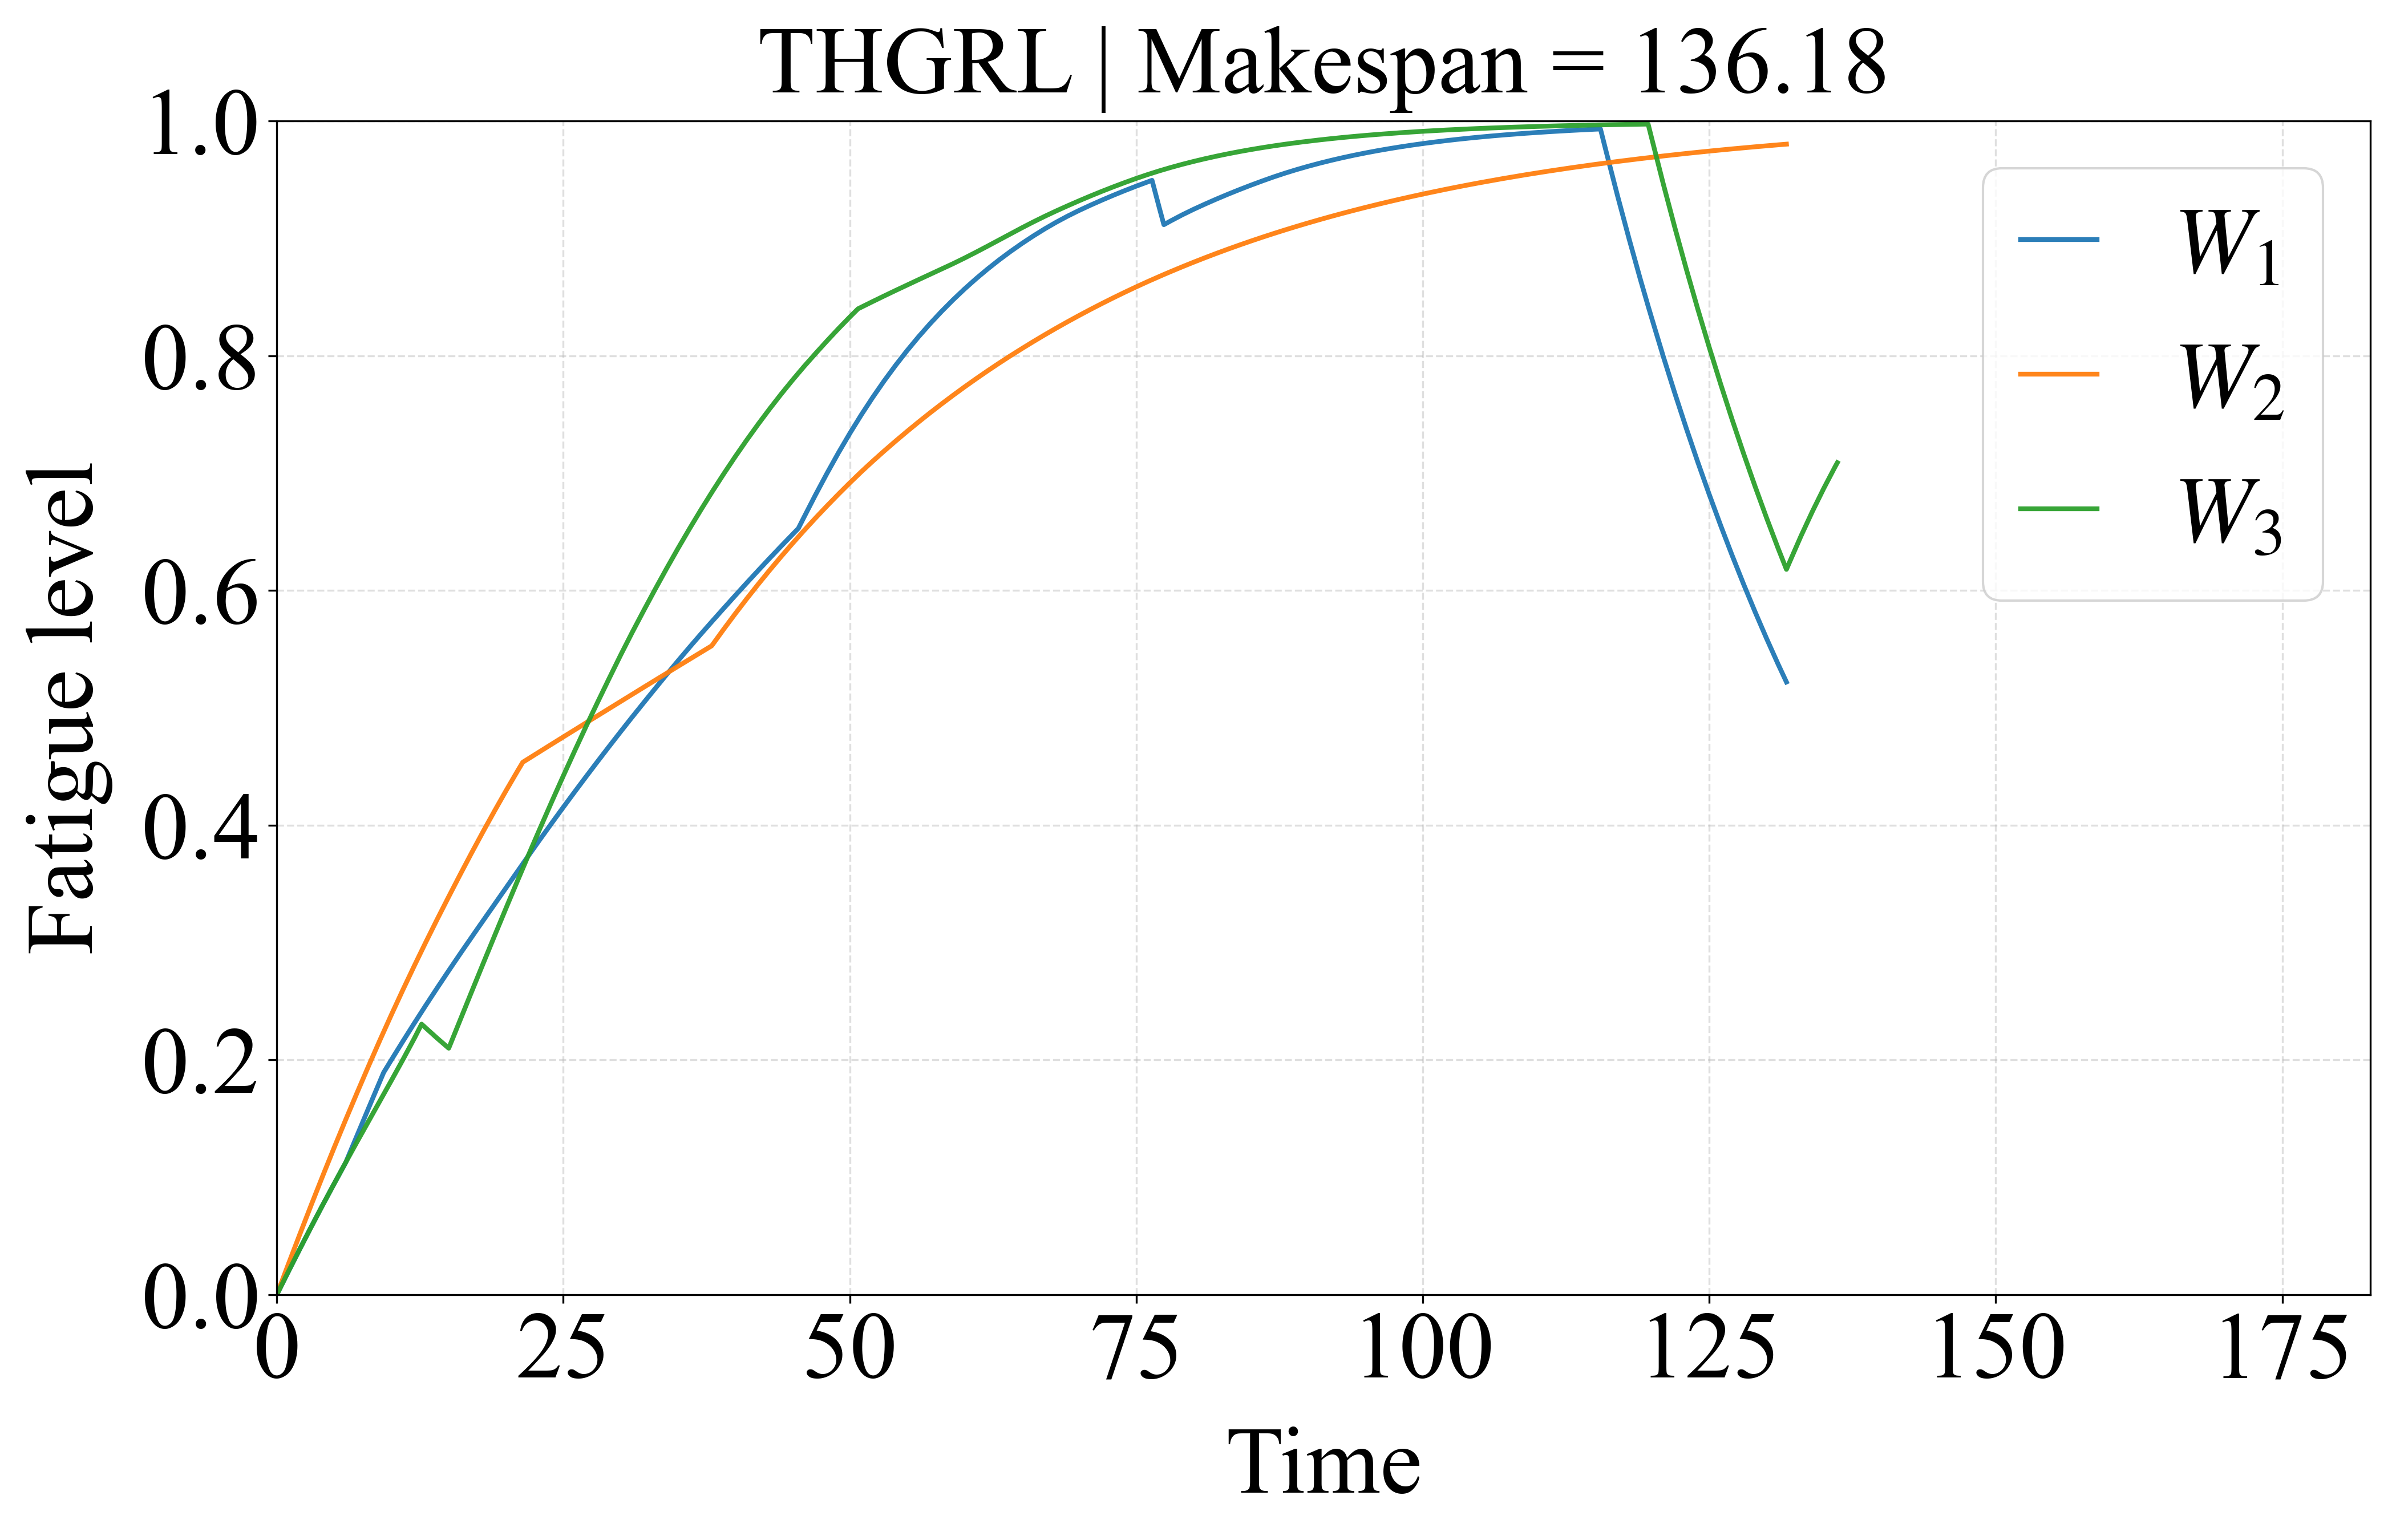 THGRL | Makespan = 136.18
Fatigue level
1.0
0.8
0.6
0.4
0.2
0.0
0 25 50 75 100 125 150 175
Time
W1
W2
W3